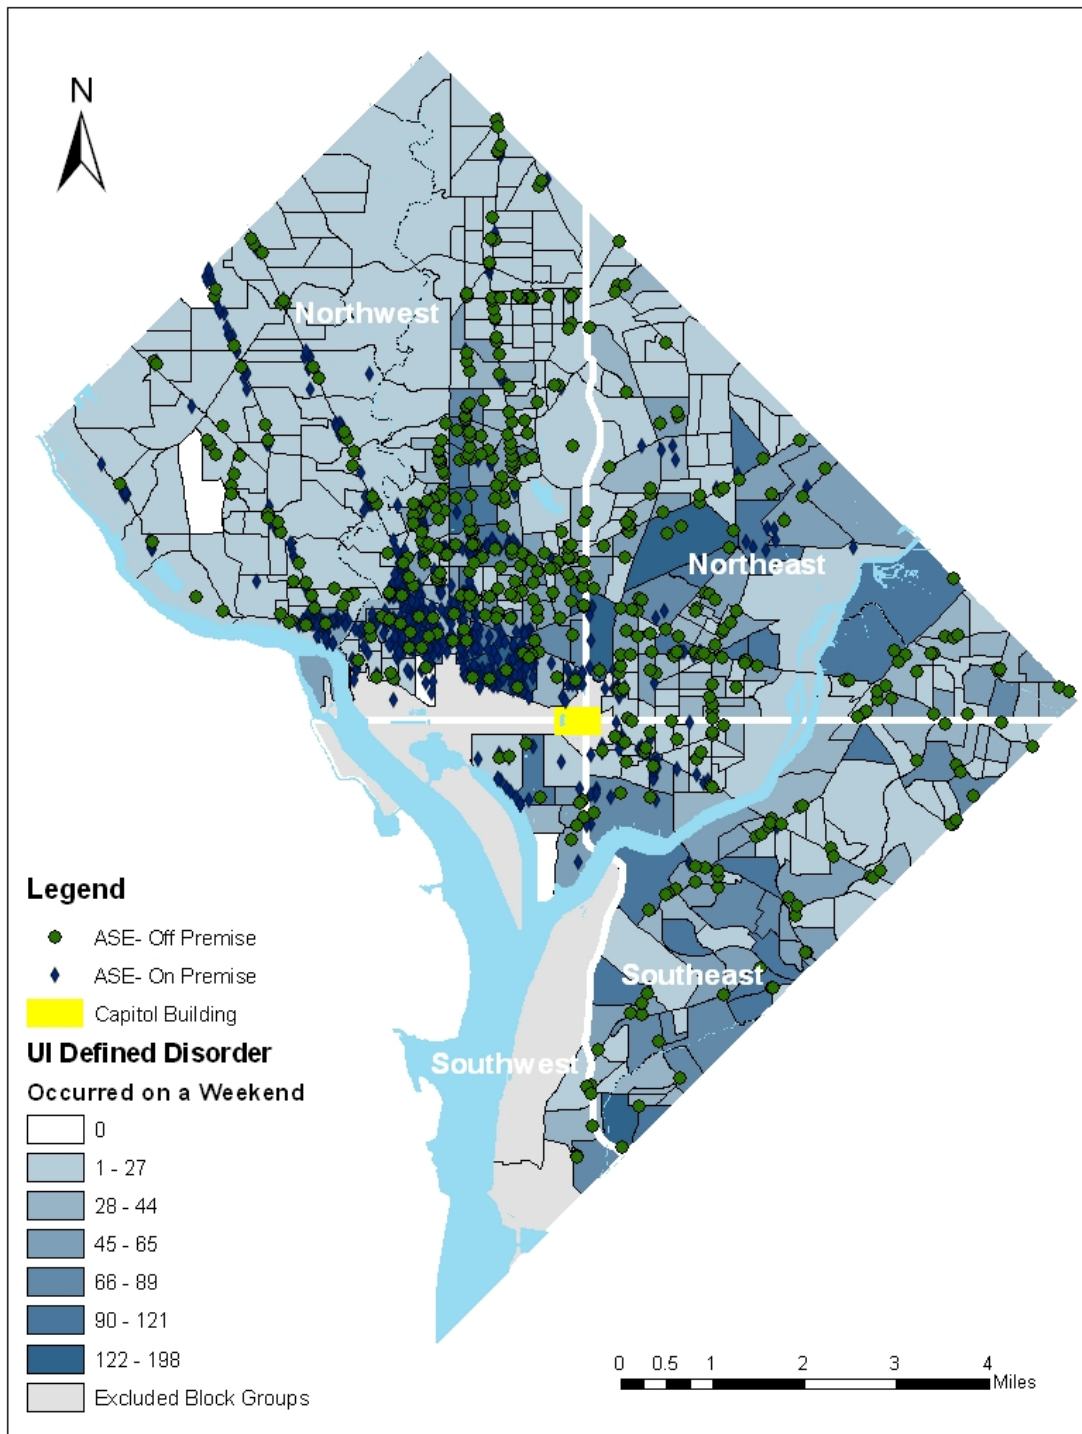 N
Northwest
Northeast
Southeast
Southwest
Legend
ASE- Off Premise
ASE- On Premise
Capitol Building
UI Defined Disorder
Occurred on a Weekend
0
1 - 27
28 - 44
45 - 65
66 - 89
90 - 121
122 - 198
Excluded Block Groups
0 0.5 1 2 3 4
Miles